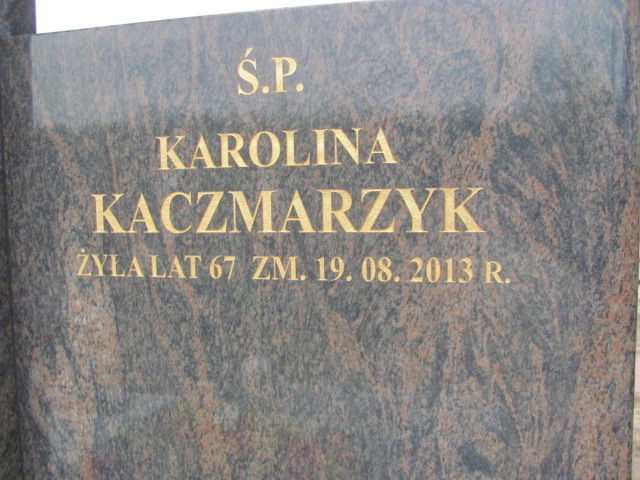 Ś.P.
KAROLINA
KACZMARZYK
ŻYŁA LAT 67 ZM. 19. 08. 2013 R.